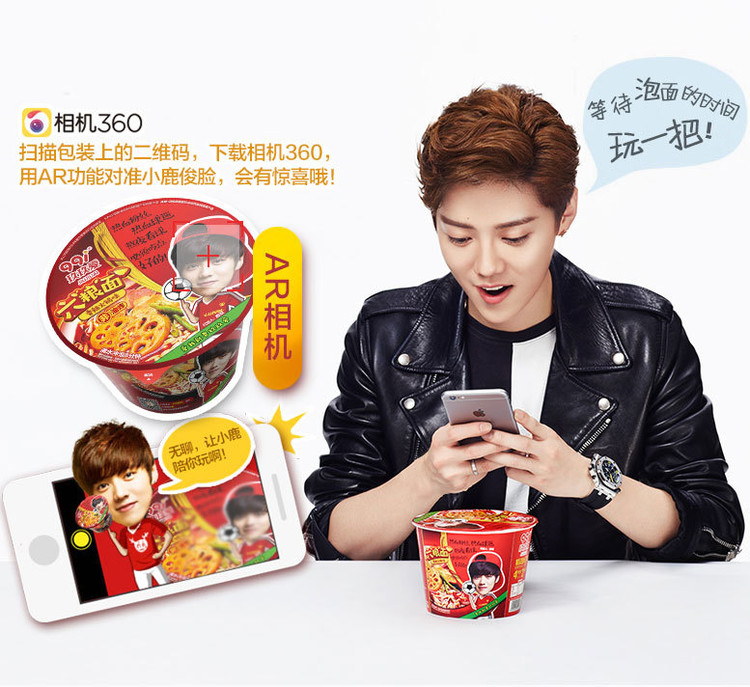 相机360
扫描包装上的二维码，下载相机360，
用AR功能对准小鹿俊脸，会有惊喜哦！
等待泡面的时间
玩一把！
AR相机
六粮面
无聊，让小鹿
陪你玩啊！